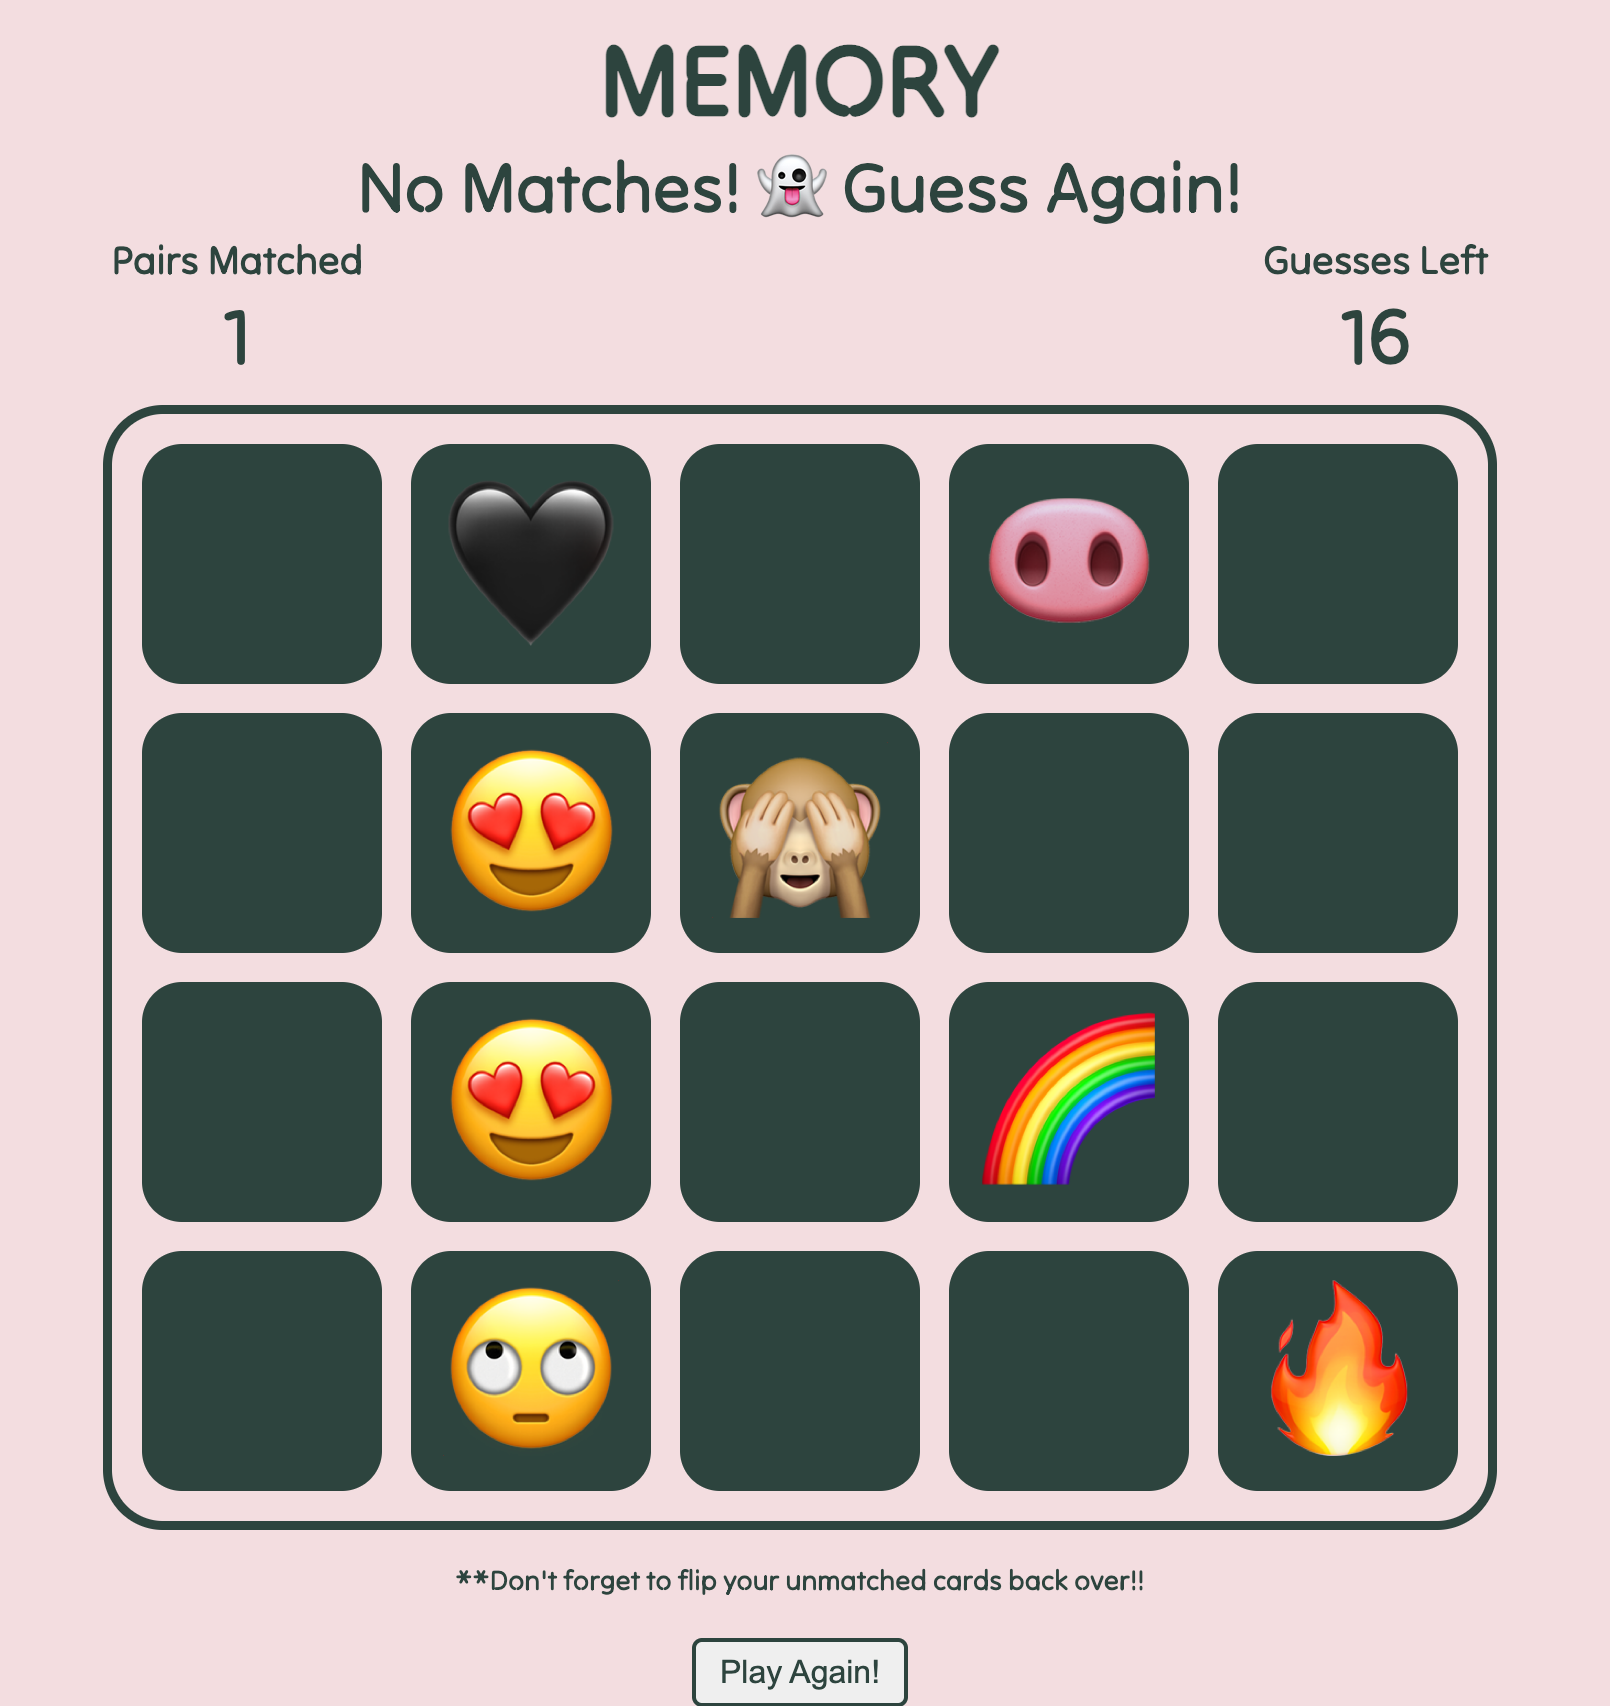 MEMORY
No Matches! 👻 Guess Again!
Pairs Matched
Guesses Left
1
16
**Don't forget to flip your unmatched cards back over!!
Play Again!